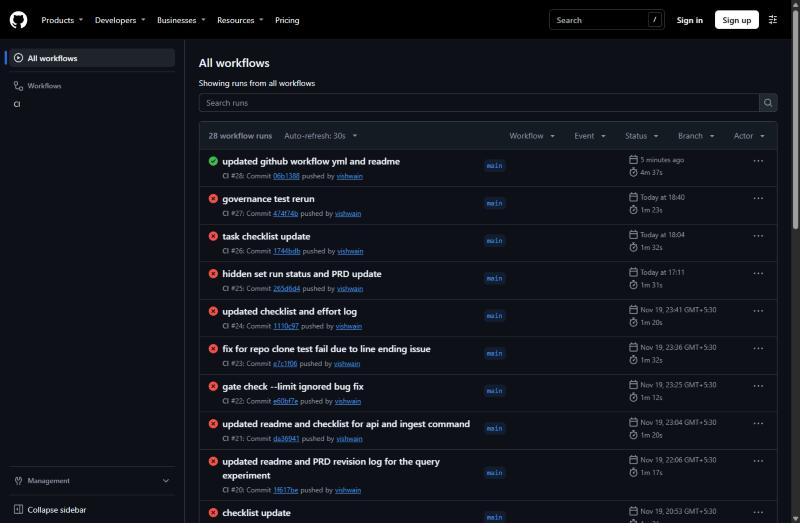 Products Developers Businesses Resources Pricing Search / Sign in Sign up
All workflows
Workflows
CI
Management
Collapse sidebar
All workflows
Showing runs from all workflows
Search runs
28 workflow runs Auto-refresh: 30s Workflow Event Status Branch Actor
updated github workflow yml and readme main 5 minutes ago
CI #28: Commit 06b1388 pushed by vishwain 4m 37s
governance test rerun main Today at 18:40
CI #27: Commit 474f74b pushed by vishwain 1m 23s
task checklist update main Today at 18:04
CI #26: Commit 1744bdb pushed by vishwain 1m 32s
hidden set run status and PRD update main Today at 17:11
CI #25: Commit 265d6d4 pushed by vishwain 1m 31s
updated checklist and effort log main Nov 19, 23:41 GMT+5:30
CI #24: Commit 1110c97 pushed by vishwain 1m 20s
fix for repo clone test fail due to line ending issue main Nov 19, 23:36 GMT+5:30
CI #23: Commit e7c1f06 pushed by vishwain 1m 32s
gate check --limit ignored bug fix main Nov 19, 23:25 GMT+5:30
CI #22: Commit e60bf7e pushed by vishwain 1m 12s
updated readme and checklist for api and ingest command main Nov 19, 23:04 GMT+5:30
CI #21: Commit da36941 pushed by vishwain 1m 20s
updated readme and PRD revision log for the query main Nov 19, 22:06 GMT+5:30
experiment 1m 17s
CI #20: Commit 1f617be pushed by vishwain
checklist update main Nov 19, 20:53 GMT+5:30